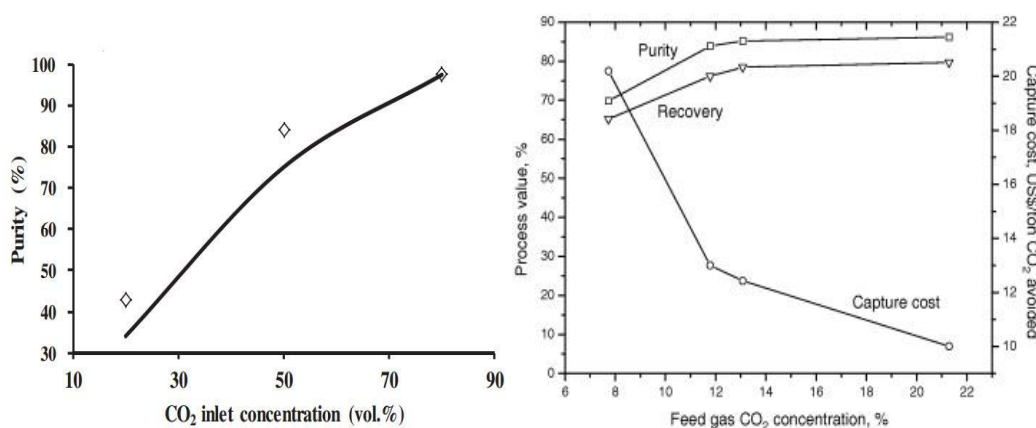 100
90
80
70
60
50
40
30
10 30 50 70 90
Purity (%)
CO₂ inlet concentration (vol.%)
90
80
70
60
50
40
30
20
10
0
6 8 10 12 14 16 18 20 22
22
20
18
16
14
12
10
Process value, %
Feed gas CO₂ concentration, %
Capture cost, US$/ton CO₂ avoided
Purity
Recovery
Capture cost